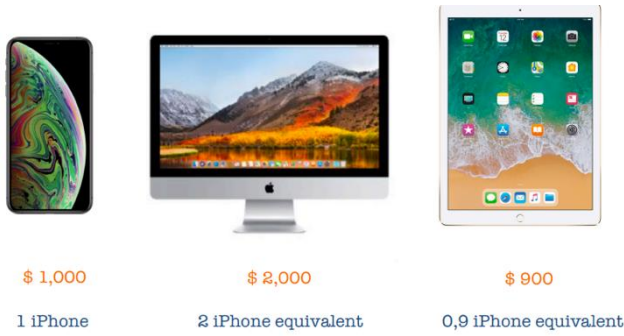 $ 1,000
$ 2,000
$ 900
1 iPhone
2 iPhone equivalent
0,9 iPhone equivalent